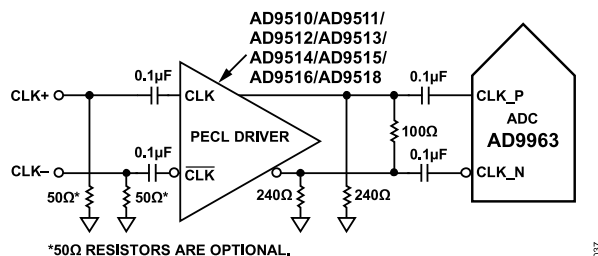 AD9510/AD9511/
AD9512/AD9513/
AD9514/AD9515/
AD9516/AD9518
0.1µF
0.1µF
CLK+
CLK
CLK_P
ADC
AD9963
PECL DRIVER
100Ω
0.1µF
0.1µF
CLK–
CLK
CLK_N
50Ω*
50Ω*
240Ω
240Ω
*50Ω RESISTORS ARE OPTIONAL.
037